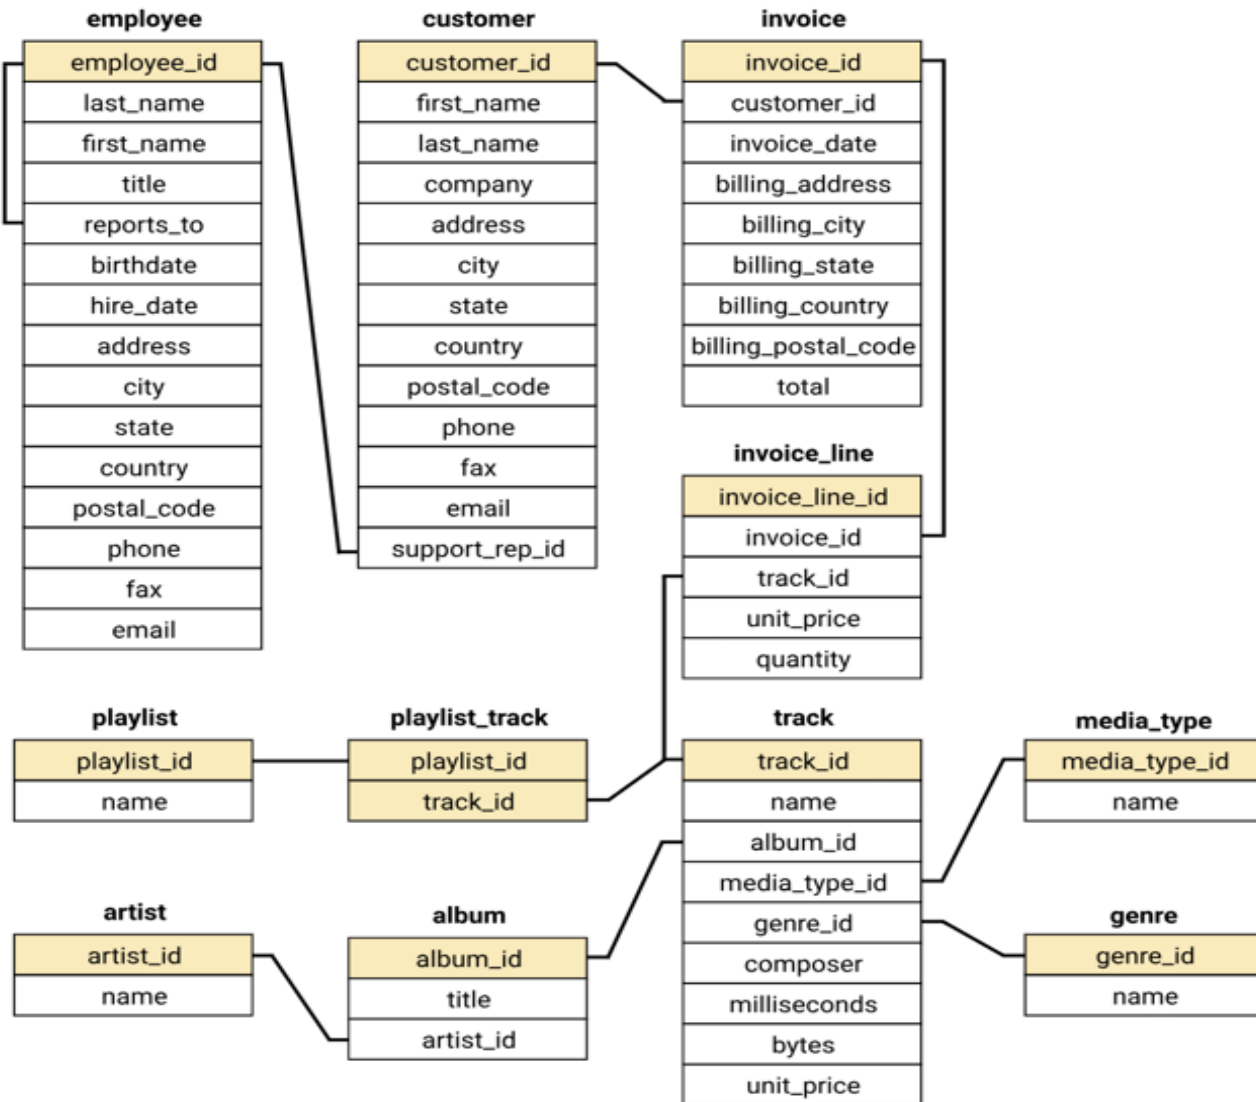 employee
employee_id
last_name
first_name
title
reports_to
birthdate
hire_date
address
city
state
country
postal_code
phone
fax
email
customer
customer_id
first_name
last_name
company
address
city
state
country
postal_code
phone
fax
email
support_rep_id
invoice
invoice_id
customer_id
invoice_date
billing_address
billing_city
billing_state
billing_country
billing_postal_code
total
invoice_line
invoice_line_id
invoice_id
track_id
unit_price
quantity
playlist
playlist_id
name
playlist_track
playlist_id
track_id
track
track_id
name
album_id
media_type_id
genre_id
composer
milliseconds
bytes
unit_price
media_type
media_type_id
name
artist
artist_id
name
album
album_id
title
artist_id
genre
genre_id
name